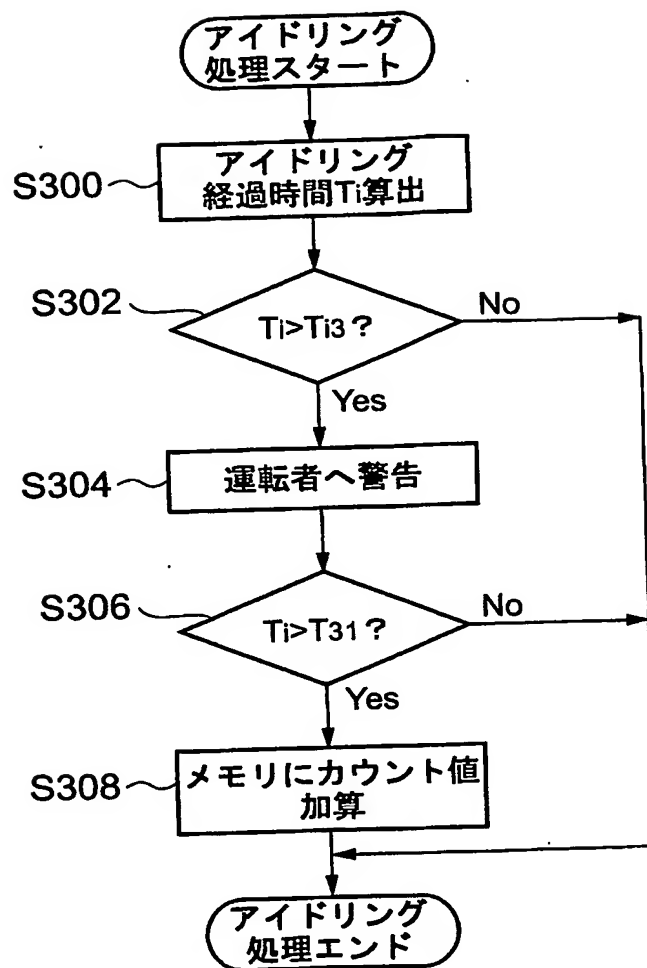 アイドリング
処理スタート
S300
アイドリング
経過時間Ti算出
S302
Ti>Ti3?
No
Yes
S304
運転者へ警告
S306
Ti>T31?
No
Yes
S308
メモリにカウント値
加算
アイドリング
処理エンド